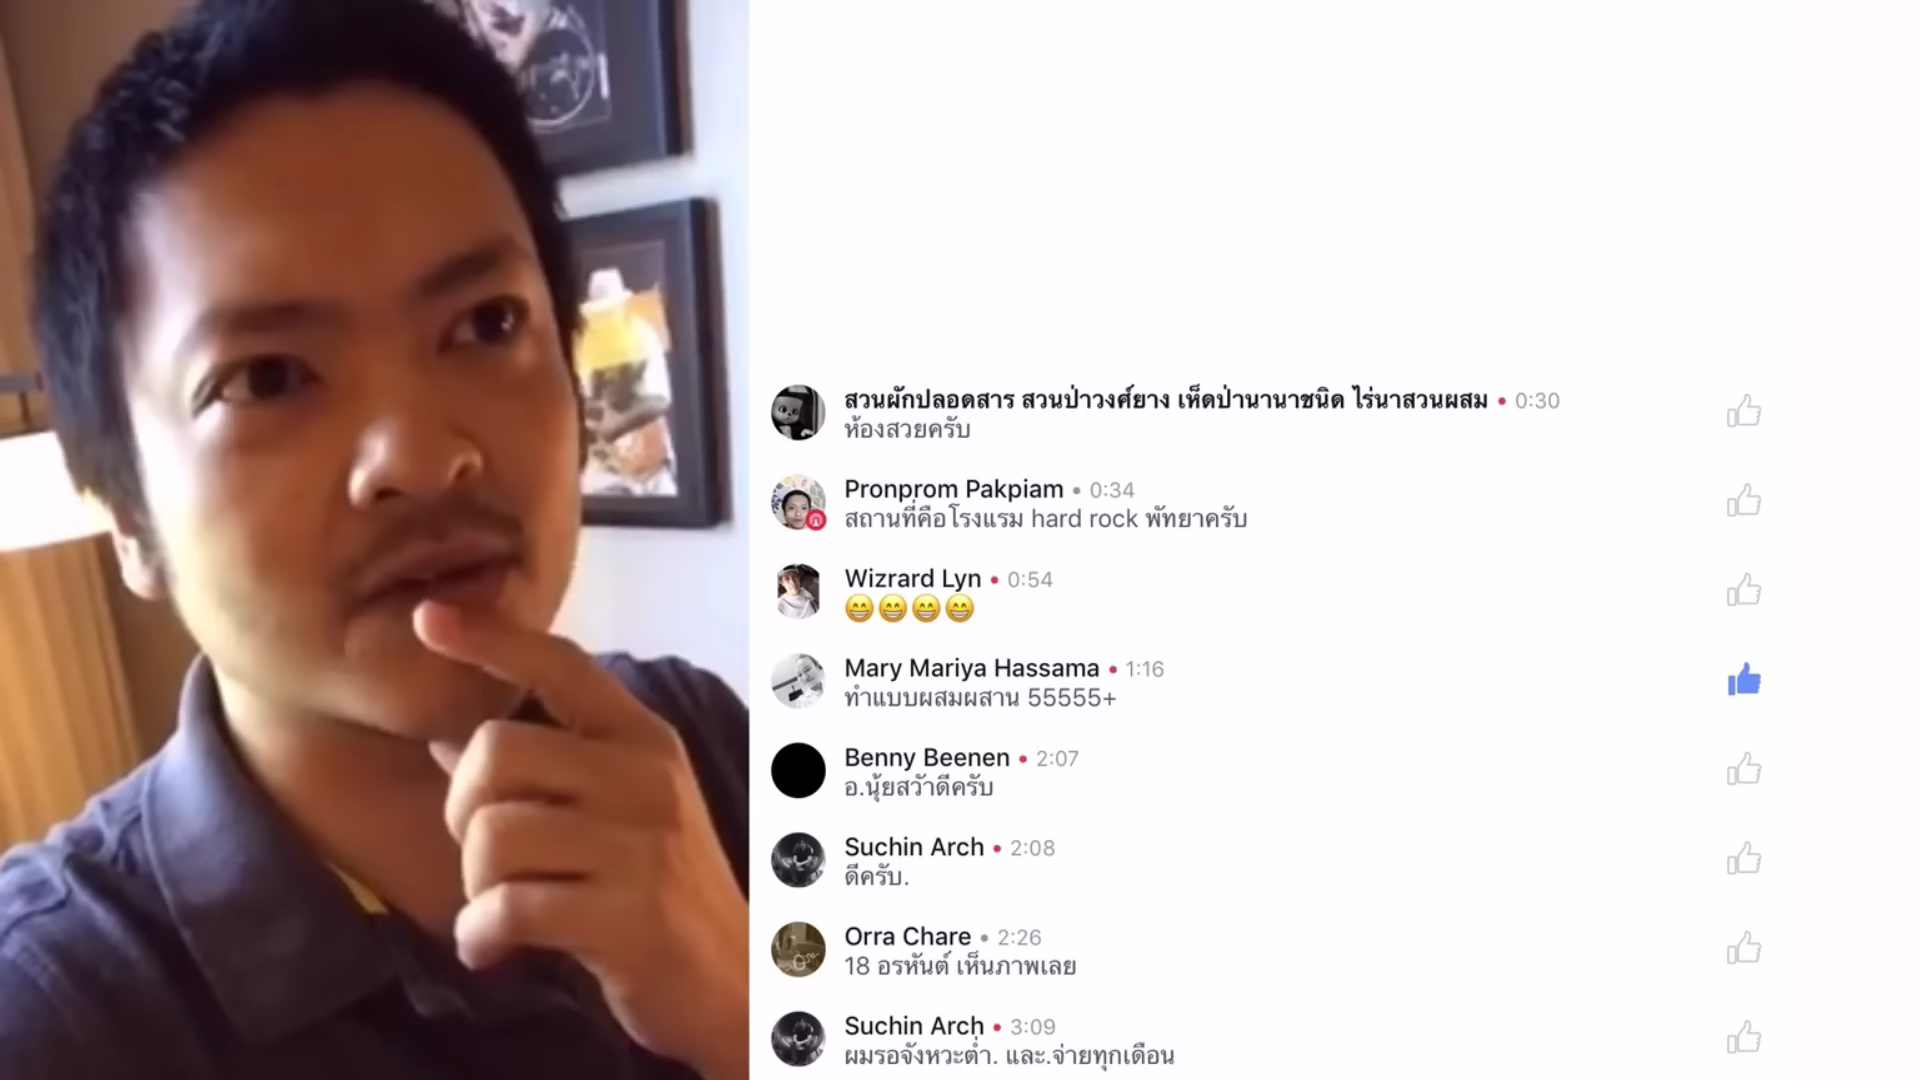 สวนผักปลอดสาร สวนป่าวงศ์ยาง เห็ดป่านานาชนิด ไร่นาสวนผสม • 0:30
ห้องสวยครับ
Pronprom Pakpiam • 0:34
สถานที่คือโรงแรม hard rock พัทยาครับ
Wizrard Lyn • 0:54
😁😁😁😁
Mary Mariya Hassama • 1:16
ทำแบบผสมผสาน 55555+
Benny Beenen • 2:07
อ.นุ้ยสวัาดีครับ
Suchin Arch • 2:08
ดีครับ.
Orra Chare • 2:26
18 อรหันต์ เห็นภาพเลย
Suchin Arch • 3:09
ผมรอจังหวะต่ำ. และ.จ่ายทุกเดือน